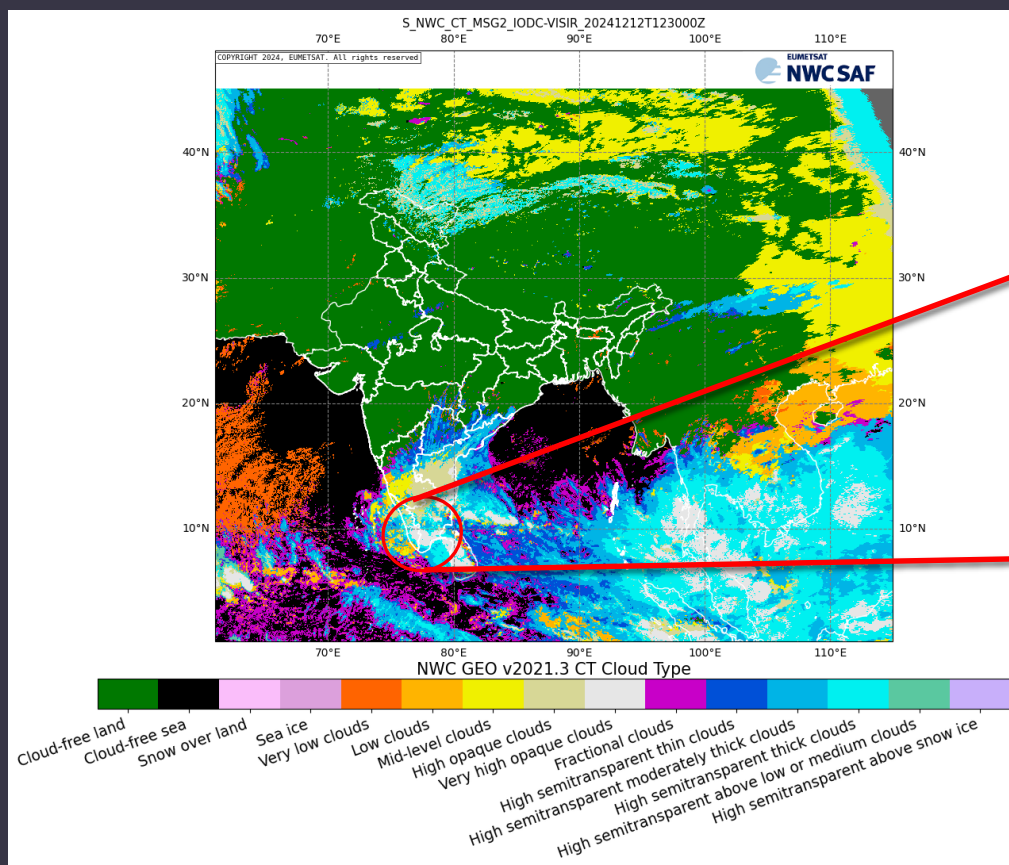 S_NWC_CT_MSG2_IODC-VISIR_20241212T123000Z
70°E 80°E 90°E 100°E 110°E
COPYRIGHT 2024, EUMETSAT. All rights reserved
EUMETSAT
NWC SAF
40°N 40°N
30°N 30°N
20°N 20°N
10°N 10°N
70°E 80°E 90°E 100°E 110°E
NWC GEO v2021.3 CT Cloud Type
Cloud-free land
Cloud-free sea
Snow over land
Sea ice
Very low clouds
Low clouds
Mid-level clouds
High opaque clouds
Very high opaque clouds
Fractional clouds
High semitransparent thin clouds
High semitransparent moderately thick clouds
High semitransparent thick clouds
High semitransparent above low or medium clouds
High semitransparent above snow ice